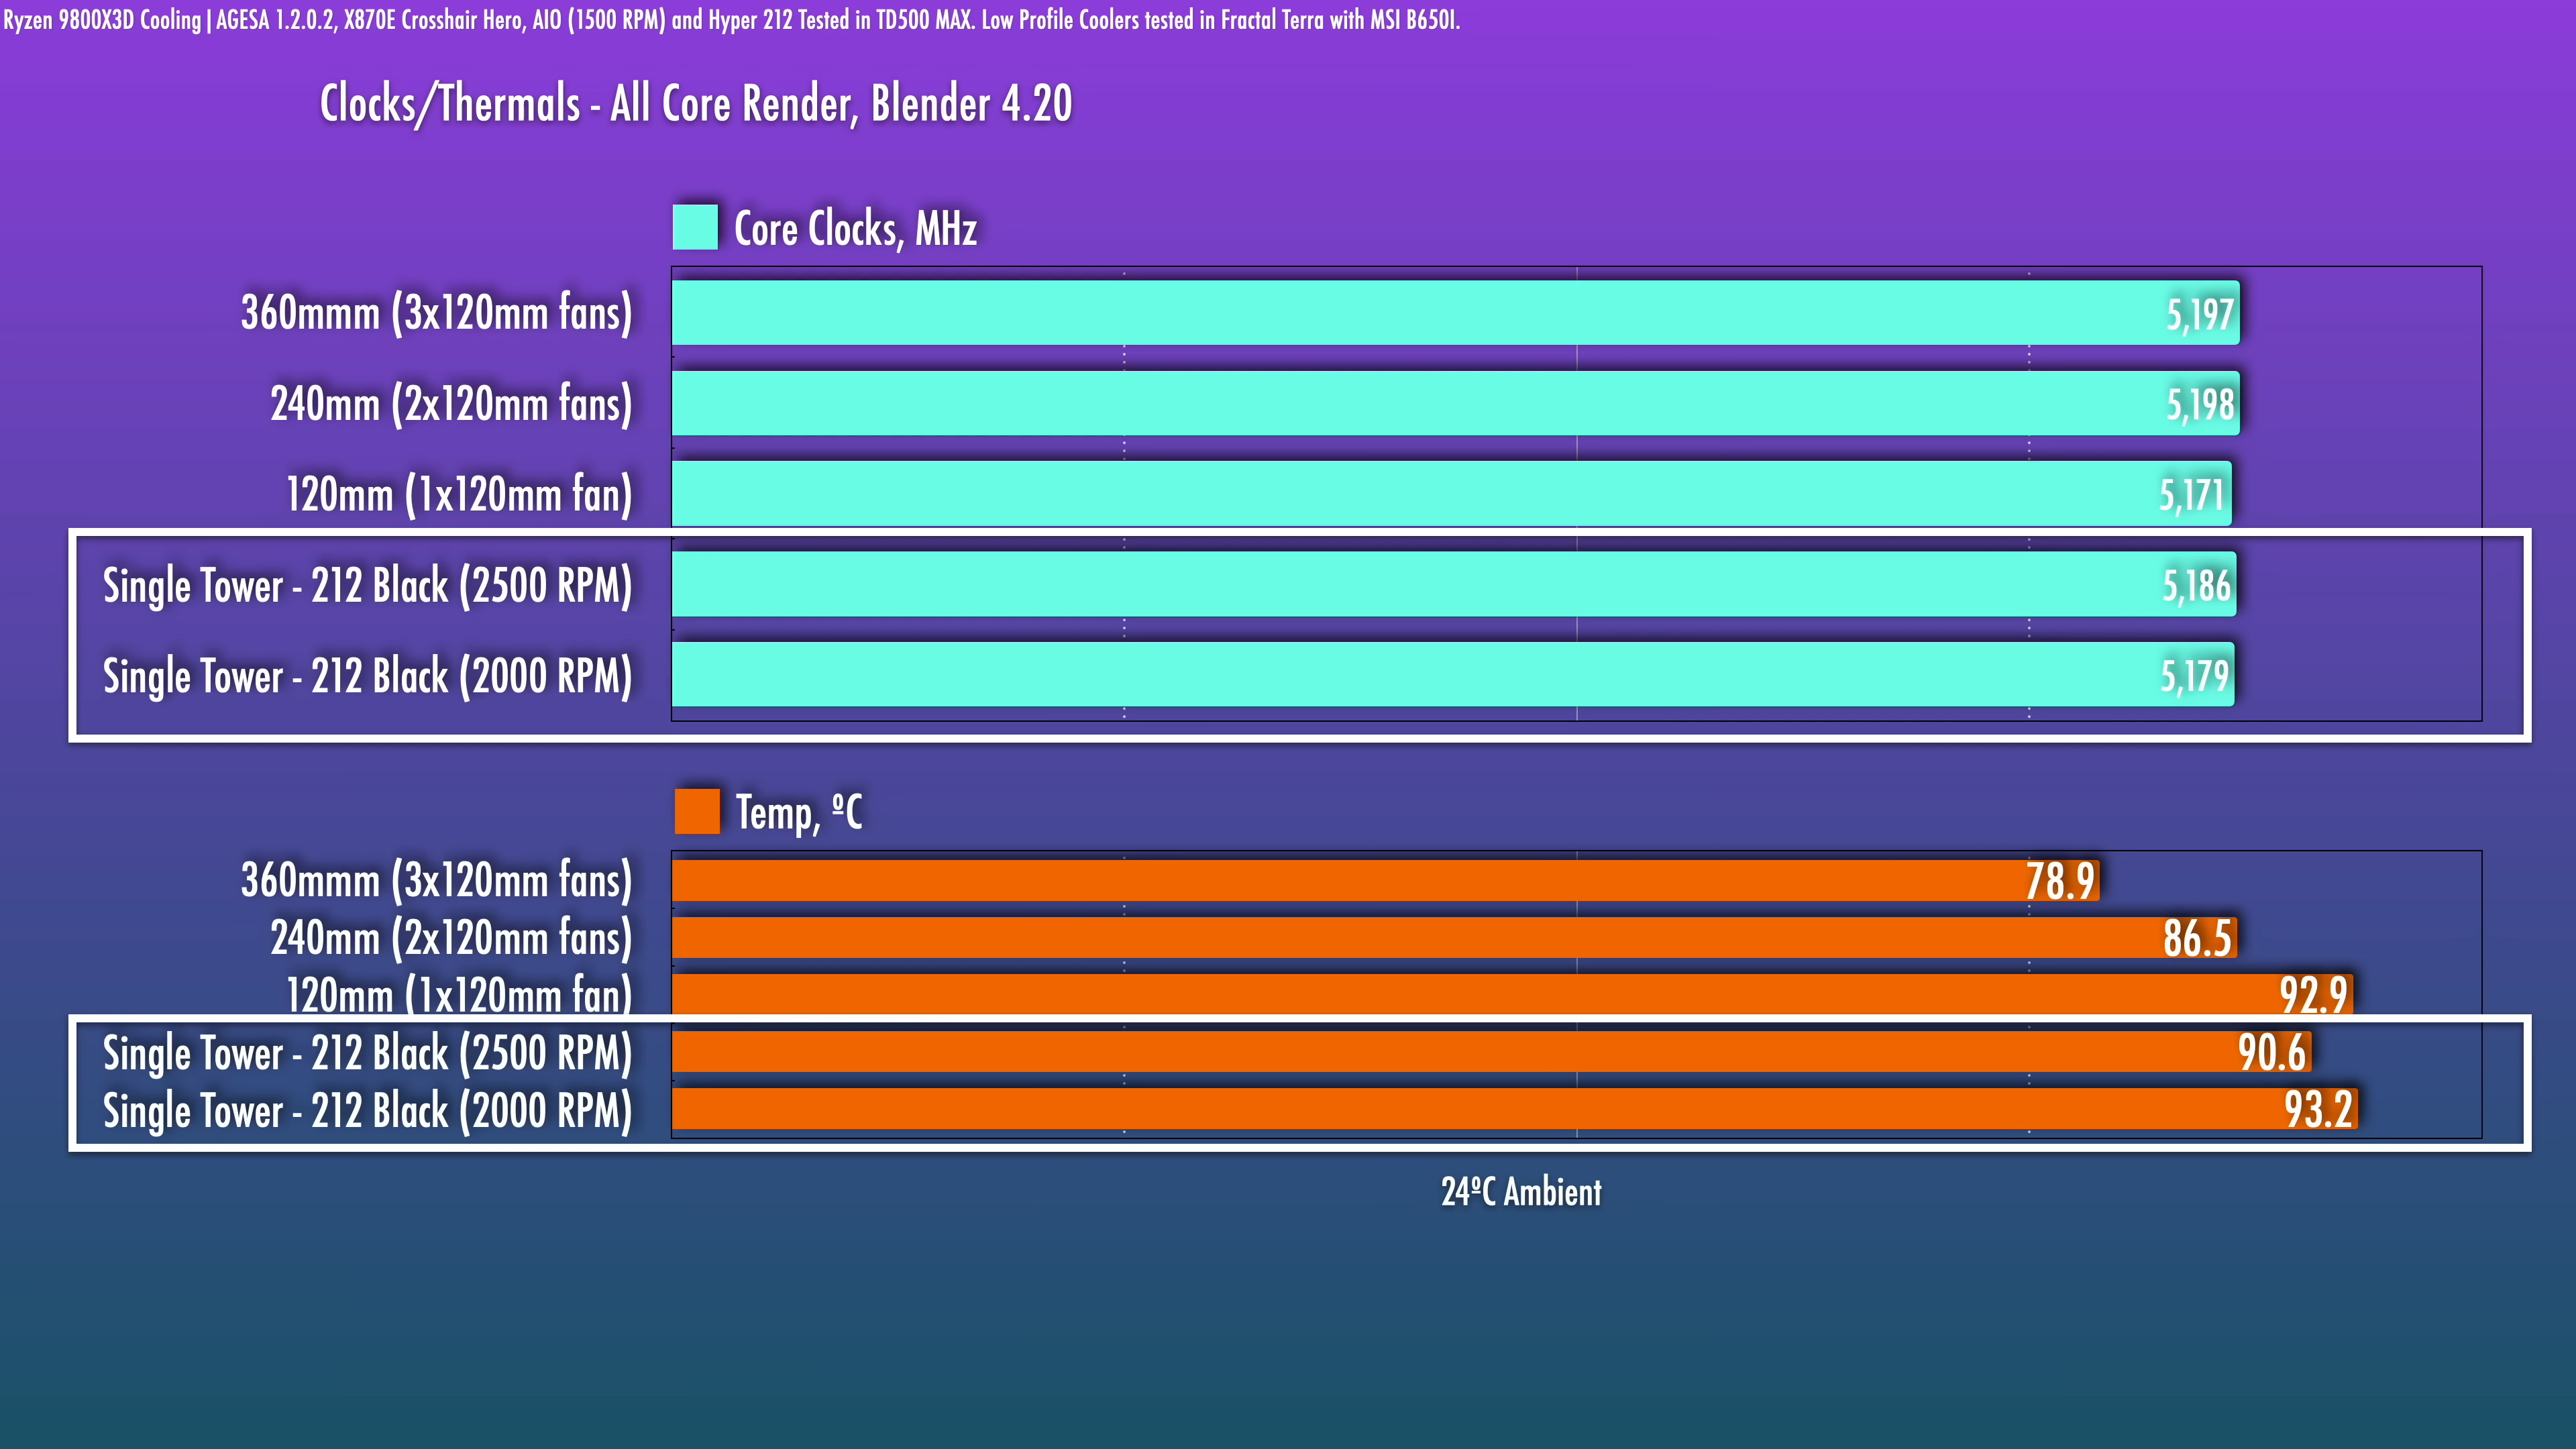 Ryzen 9800X3D Cooling | AGESA 1.2.0.2, X870E Crosshair Hero, AIO (1500 RPM) and Hyper 212 Tested in TD500 MAX. Low Profile Coolers tested in Fractal Terra with MSI B650I.
Clocks/Thermals - All Core Render, Blender 4.20
Core Clocks, MHz
360mmm (3x120mm fans) 5,197
240mm (2x120mm fans) 5,198
120mm (1x120mm fan) 5,171
Single Tower - 212 Black (2500 RPM) 5,186
Single Tower - 212 Black (2000 RPM) 5,179
Temp, ºC
360mmm (3x120mm fans) 78.9
240mm (2x120mm fans) 86.5
120mm (1x120mm fan) 92.9
Single Tower - 212 Black (2500 RPM) 90.6
Single Tower - 212 Black (2000 RPM) 93.2
24ºC Ambient